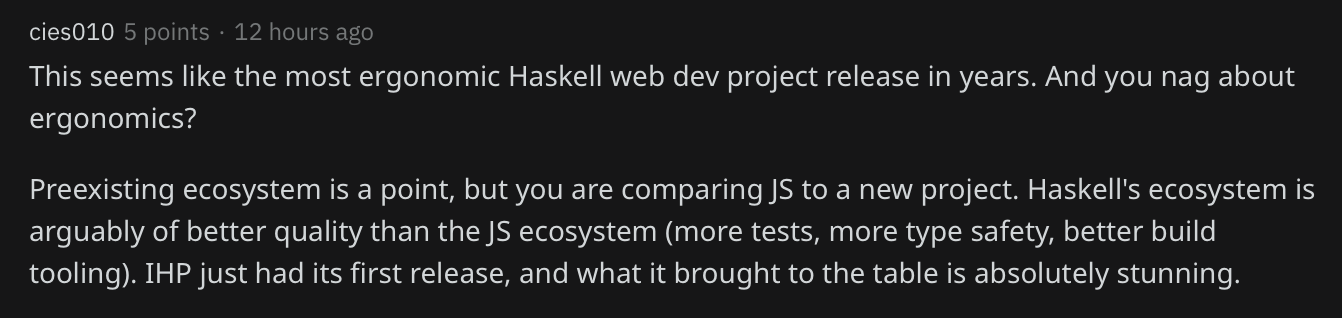 cies010 5 points · 12 hours ago
This seems like the most ergonomic Haskell web dev project release in years. And you nag about
ergonomics?
Preexisting ecosystem is a point, but you are comparing JS to a new project. Haskell's ecosystem is
arguably of better quality than the JS ecosystem (more tests, more type safety, better build
tooling). IHP just had its first release, and what it brought to the table is absolutely stunning.